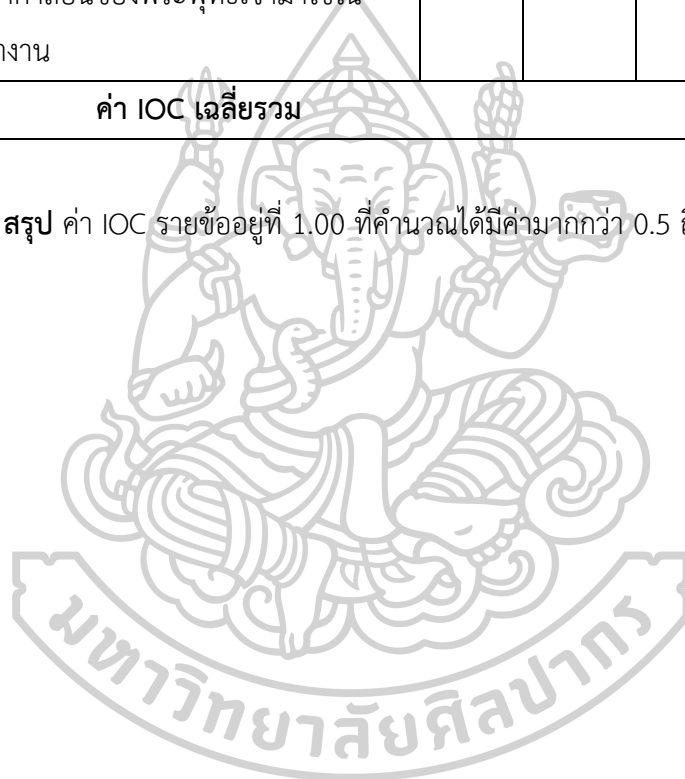 งาน
ค่า IOC เฉลี่ยรวม
สรุป ค่า IOC รายข้ออยู่ที่ 1.00 ที่คำนวณได้มีค่ามากกว่า 0.5
มหาวิทยาลัยศิลปากร